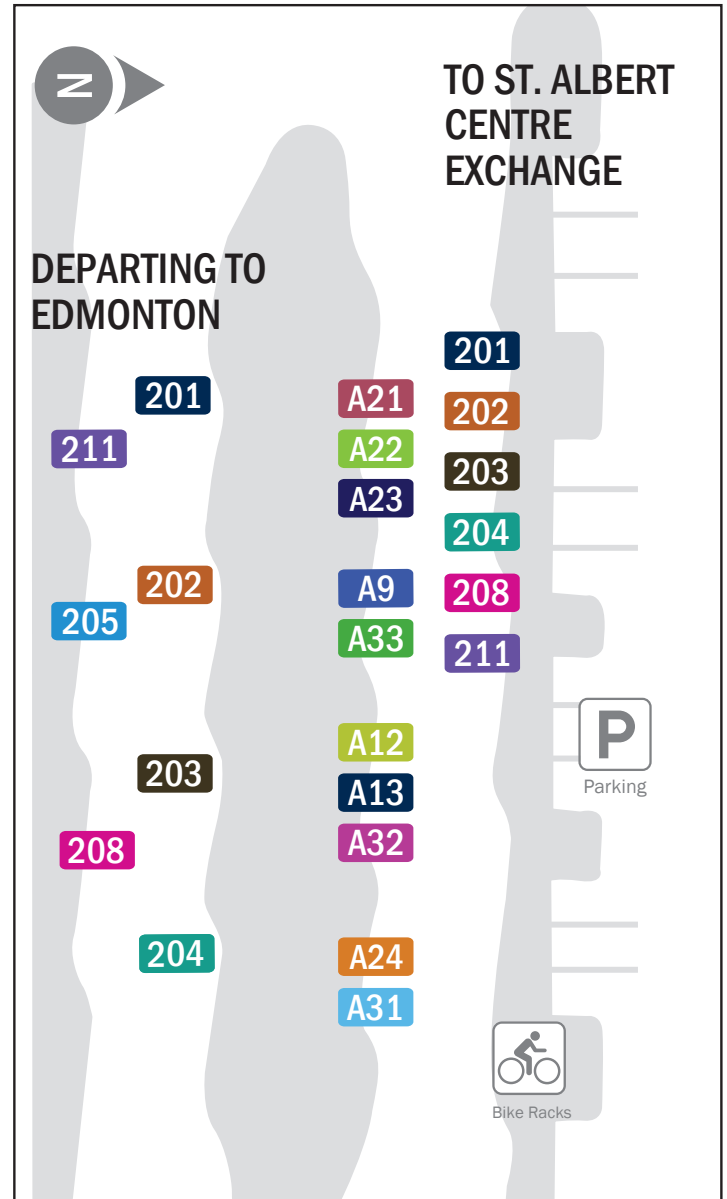 N
TO ST. ALBERT
CENTRE
EXCHANGE
DEPARTING TO
EDMONTON
201
211
202
205
203
208
204
A21
A22
A23
A9
A33
A12
A13
A32
A24
A31
201
202
203
204
208
211
P
Parking
Bike Racks